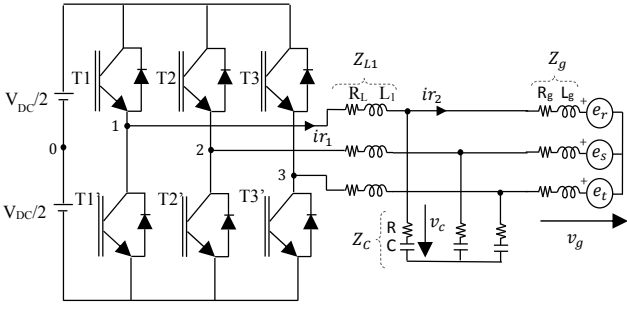 Z_L1
Z_g
T1 T2 T3
R_L L_l
ir_2
R_g L_g
V_DC/2
+ e_r
1
ir_1
0
2
+ e_s
3
+ e_t
T1' T2' T3'
V_DC/2
Z_C
R
C
v_c
v_g